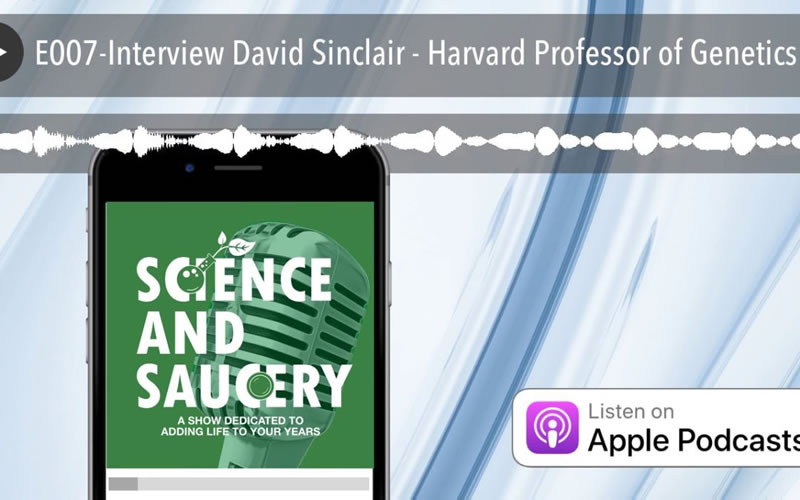 E007-Interview David Sinclair - Harvard Professor of Genetics
SCIENCE
AND
SAUCERY
A SHOW DEDICATED TO
ADDING LIFE TO YOUR YEARS
Listen on
Apple Podcasts